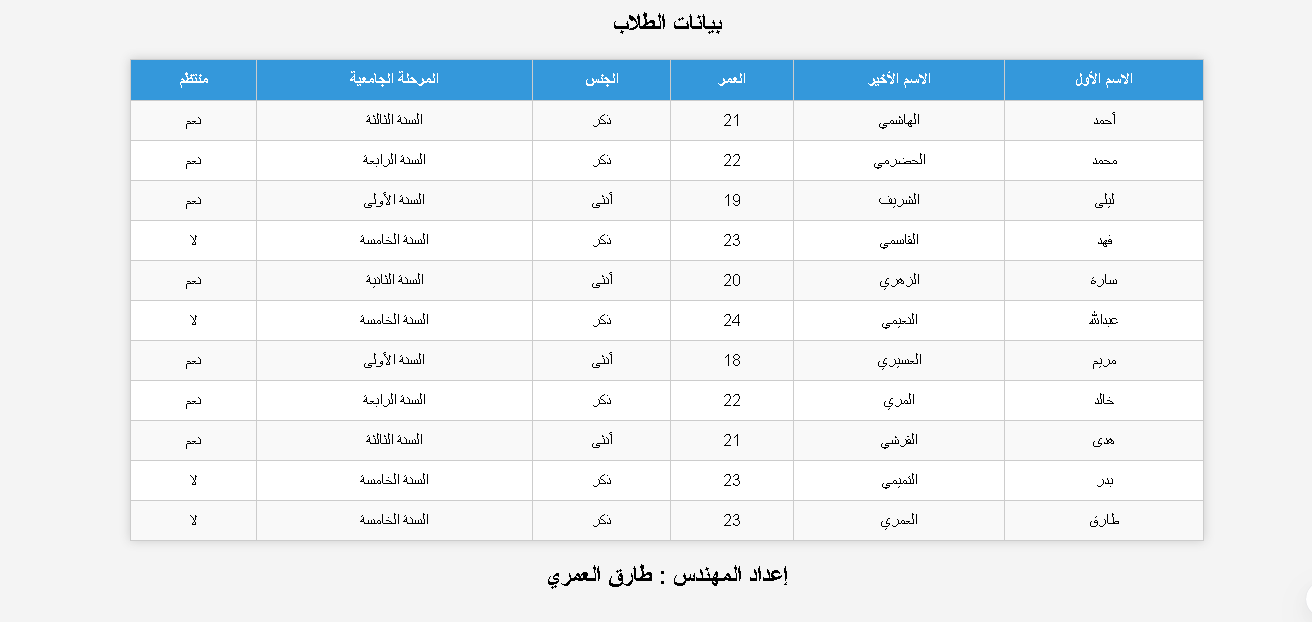 بيانات الطلاب
الاسم الأول الاسم الأخير العمر الجنس المرحلة الجامعية منتظم
أحمد الهاشمي 21 ذكر السنة الثالثة نعم
محمد الحضرمي 22 ذكر السنة الرابعة نعم
ليلى الشريف 19 أنثى السنة الأولى نعم
فهد القاسمي 23 ذكر السنة الخامسة لا
سارة الزهري 20 أنثى السنة الثانية نعم
عبدالله النعيمي 24 ذكر السنة الخامسة لا
مريم العسيري 18 أنثى السنة الأولى نعم
خالد المري 22 ذكر السنة الرابعة نعم
هدى القرشي 21 أنثى السنة الثالثة نعم
بدر التميمي 23 ذكر السنة الخامسة لا
طارق العمري 23 ذكر السنة الخامسة لا
إعداد المهندس : طارق العمري